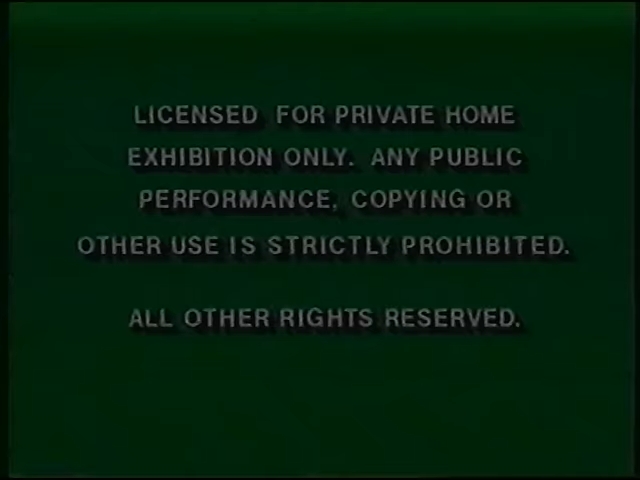 LICENSED FOR PRIVATE HOME
EXHIBITION ONLY. ANY PUBLIC
PERFORMANCE, COPYING OR
OTHER USE IS STRICTLY PROHIBITED.
ALL OTHER RIGHTS RESERVED.